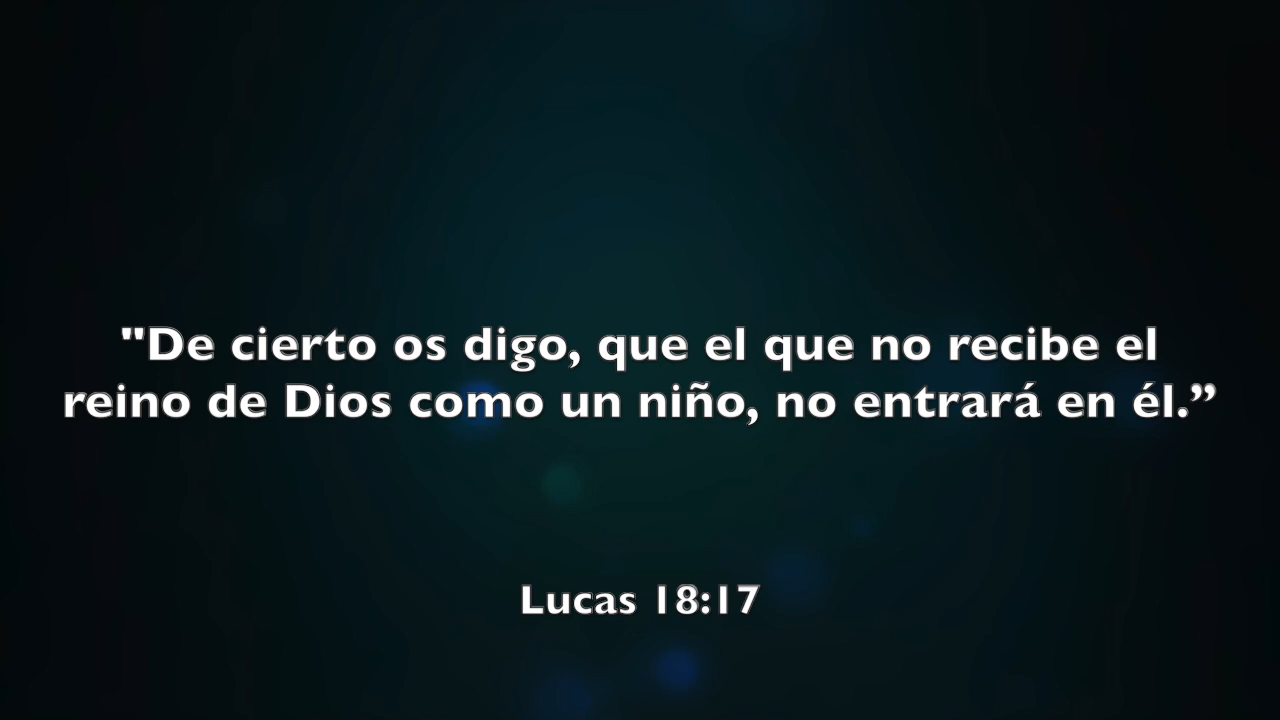 "De cierto os digo, que el que no recibe el
reino de Dios como un niño, no entrará en él.”
Lucas 18:17